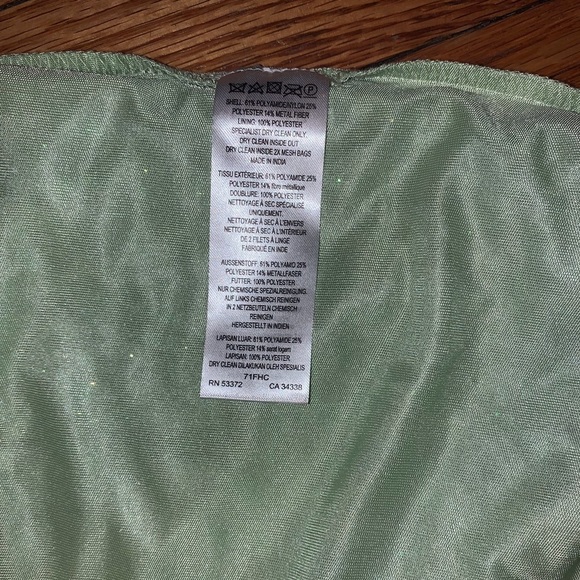 P
SHELL: 61% POLYAMIDE/NYLON 25%
POLYESTER 14% METAL FIBER
LINING: 100% POLYESTER
SPECIALIST DRY CLEAN ONLY.
DRY CLEAN INSIDE OUT
DRY CLEAN INSIDE 2X MESH BAGS
MADE IN INDIA
TISSU EXTÉRIEUR: 61% POLYAMIDE 25%
POLYESTER 14% fibre métallique
DOUBLURE: 100% POLYESTER
NETTOYAGE À SEC SPÉCIALISÉ
UNIQUEMENT.
NETTOYAGE À SEC À L'ENVERS
NETTOYAGE À SEC À L'INTÉRIEUR
DE 2 FILETS À LINGE
FABRIQUÉ EN INDE
AUSSENSTOFF: 61% POLYAMID 25%
POLYESTER 14% METALLFASER
FUTTER: 100% POLYESTER
NUR CHEMISCHE SPEZIALREINIGUNG.
AUF LINKS CHEMISCH REINIGEN
IN 2 NETZBEUTELN CHEMISCH
REINIGEN
HERGESTELLT IN INDIEN
LAPISAN LUAR: 61% POLYAMIDE 25%
POLYESTER 14% serat logam
LAPISAN: 100% POLYESTER
DRY CLEAN DILAKUKAN OLEH SPESIALIS
71FHC
RN 53372 CA 34338